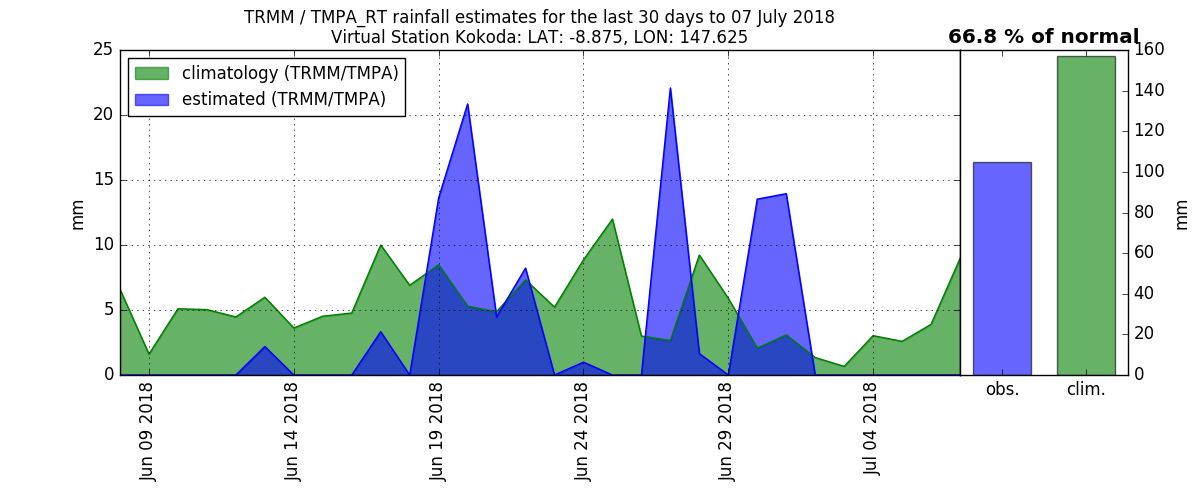 TRMM / TMPA_RT rainfall estimates for the last 30 days to 07 July 2018
Virtual Station Kokoda: LAT: -8.875, LON: 147.625
66.8 % of normal
climatology (TRMM/TMPA)
estimated (TRMM/TMPA)
25
20
15
10
5
0
mm
Jun 09 2018
Jun 14 2018
Jun 19 2018
Jun 24 2018
Jun 29 2018
Jul 04 2018
obs.
clim.
160
140
120
100
80
60
40
20
0
mm